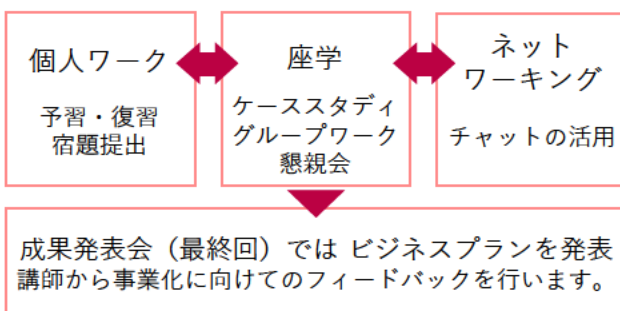 個人ワーク
予習・復習
宿題提出
座学
ケーススタディ
グループワーク
懇親会
ネット
ワーキング
チャットの活用
成果発表会（最終回）では ビジネスプランを発表
講師から事業化に向けてのフィードバックを行います。